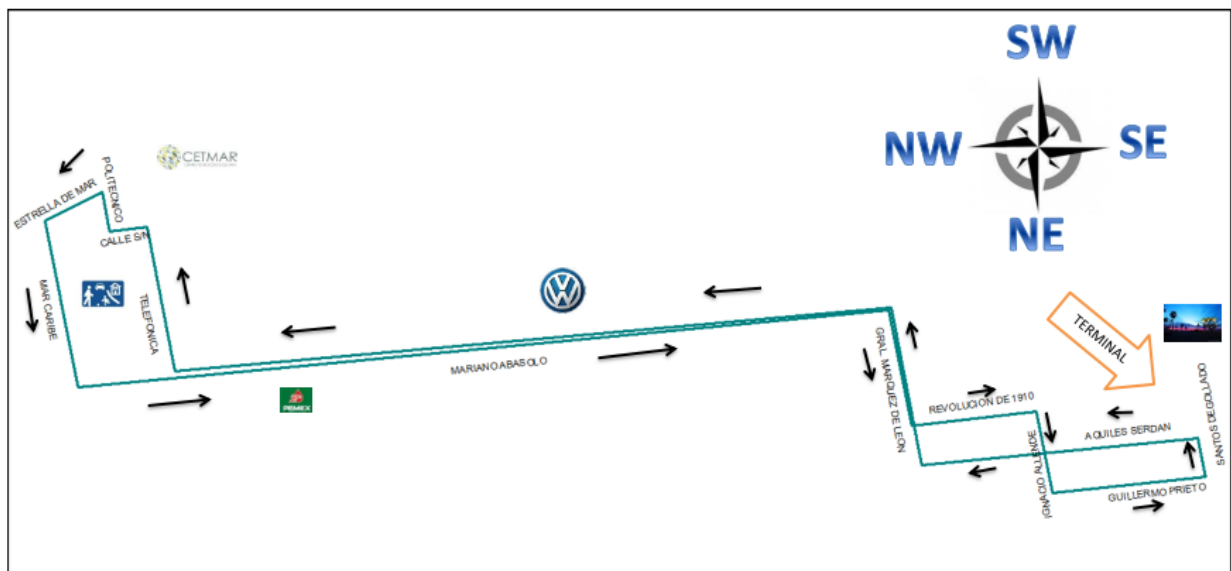 SW
NW
SE
NE
CETMAR
POLITECNICO
ESTRELLA DE MAR
CALLE S/N
MAR CARIBE
TELEFONICA
MARIANO ABASOLO
PEMEX
GRAL. MARQUEZ DE LEON
REVOLUCION DE 1910
TERMINAL
IGNACIO ALLENDE
AQUILES SERDAN
SANTOS DEGOLLADO
GUILLERMO PRIETO